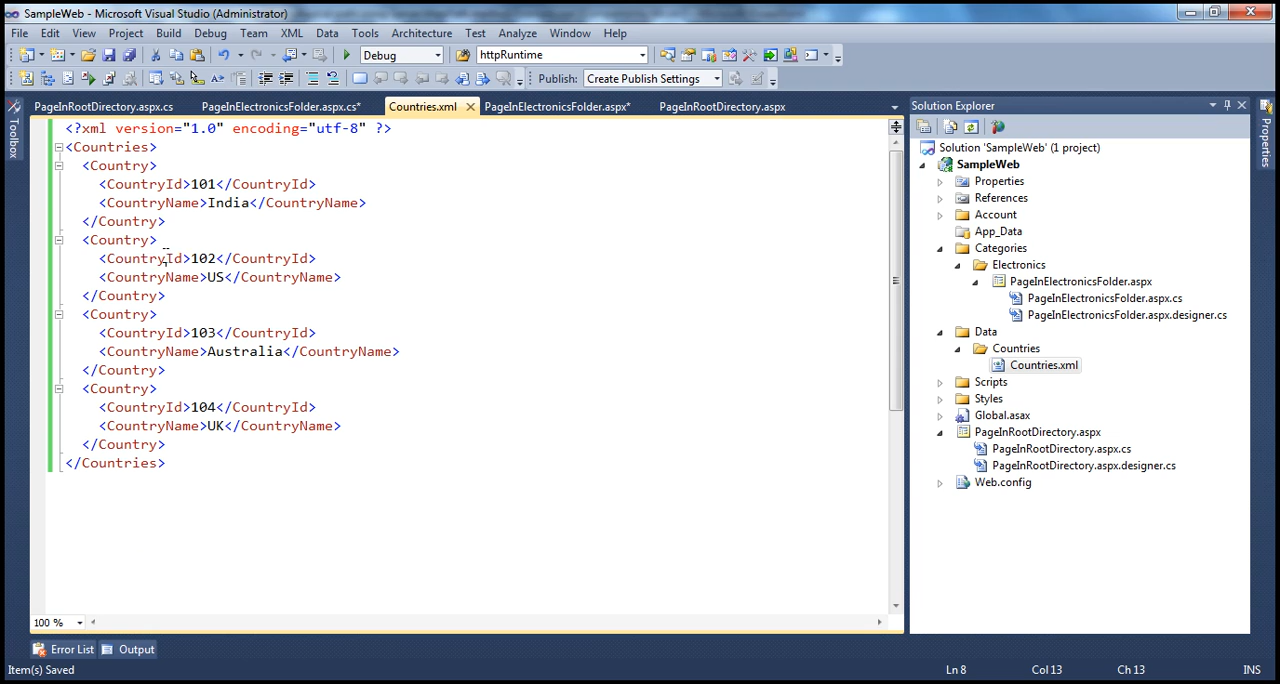 SampleWeb - Microsoft Visual Studio (Administrator)
File Edit View Project Build Debug Team XML Data Tools Architecture Test Analyze Window Help
Debug httpRuntime
Publish: Create Publish Settings
PageInRootDirectory.aspx.cs PageInElectronicsFolder.aspx.cs* Countries.xml PageInElectronicsFolder.aspx* PageInRootDirectory.aspx
Toolbox
<?xml version="1.0" encoding="utf-8" ?>
<Countries>
<Country>
<CountryId>101</CountryId>
<CountryName>India</CountryName>
</Country>
<Country>
<CountryId>102</CountryId>
<CountryName>US</CountryName>
</Country>
<Country>
<CountryId>103</CountryId>
<CountryName>Australia</CountryName>
</Country>
<Country>
<CountryId>104</CountryId>
<CountryName>UK</CountryName>
</Country>
</Countries>
100 %
Solution Explorer
Solution 'SampleWeb' (1 project)
SampleWeb
Properties
References
Account
App_Data
Categories
Electronics
PageInElectronicsFolder.aspx
PageInElectronicsFolder.aspx.cs
PageInElectronicsFolder.aspx.designer.cs
Data
Countries
Countries.xml
Scripts
Styles
Global.asax
PageInRootDirectory.aspx
PageInRootDirectory.aspx.cs
PageInRootDirectory.aspx.designer.cs
Web.config
Properties
Error List Output
Item(s) Saved Ln 8 Col 13 Ch 13 INS